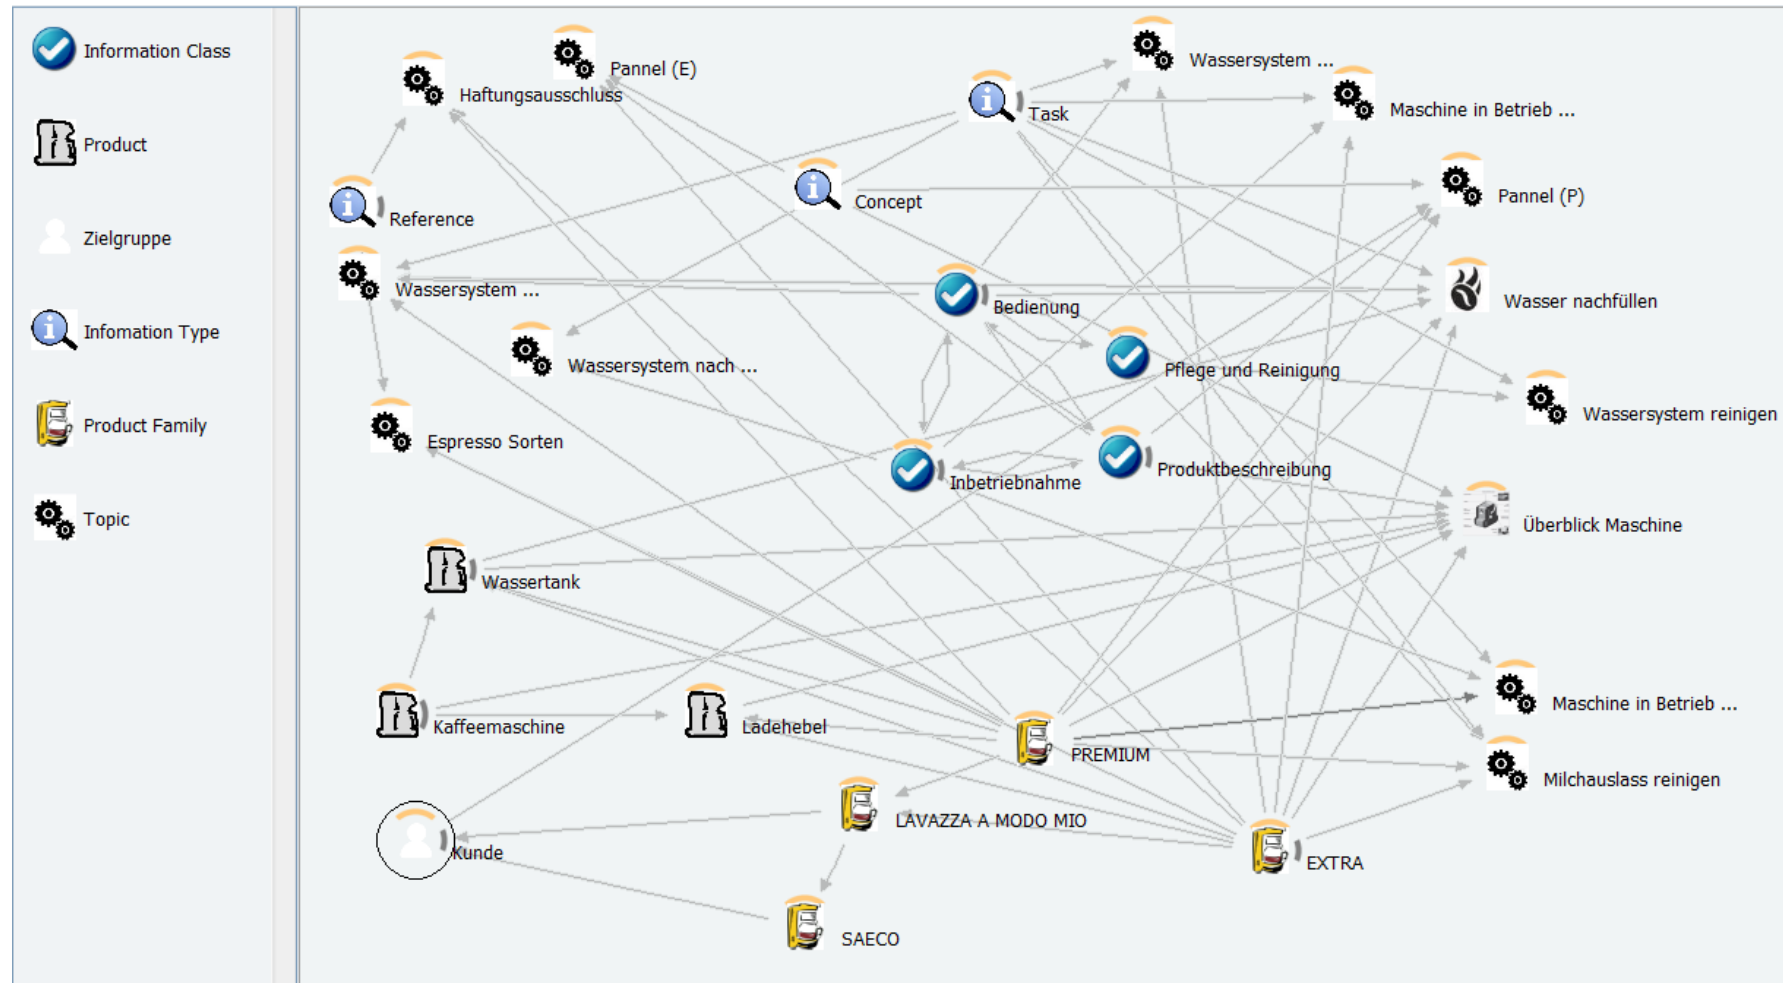 Information Class
Product
Zielgruppe
Infomation Type
Product Family
Topic
Pannel (E)
Haftungsausschluss
Wassersystem ...
Task
Maschine in Betrieb ...
Concept
Pannel (P)
Reference
Wassersystem ...
Bedienung
Wasser nachfüllen
Wassersystem nach ...
Pflege und Reinigung
Wassersystem reinigen
Espresso Sorten
Inbetriebnahme
Produktbeschreibung
Überblick Maschine
Wassertank
Kaffeemaschine
Ladehebel
PREMIUM
Maschine in Betrieb ...
Milchauslass reinigen
LAVAZZA A MODO MIO
Kunde
EXTRA
SAECO